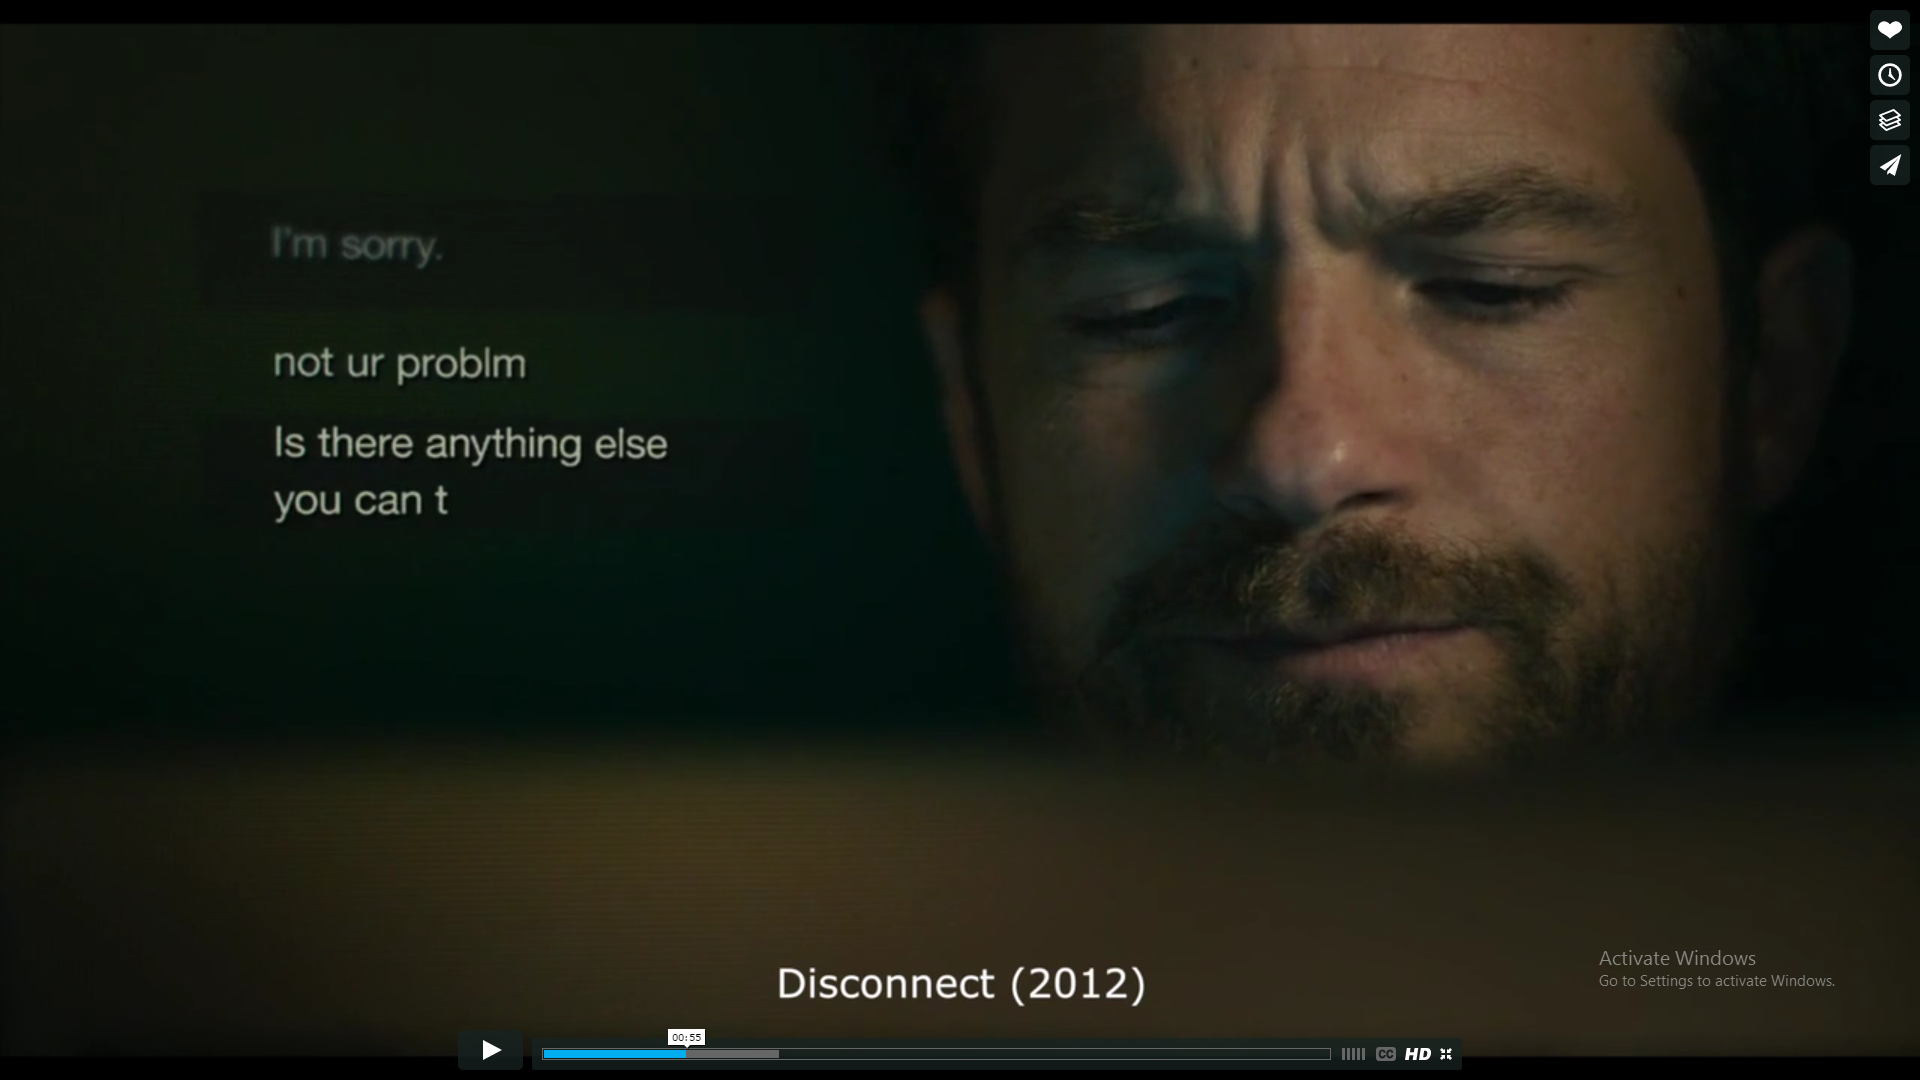 I'm sorry.
not ur problm
Is there anything else
you can t
Disconnect (2012)
Activate Windows
Go to Settings to activate Windows.
00:55
CC
HD